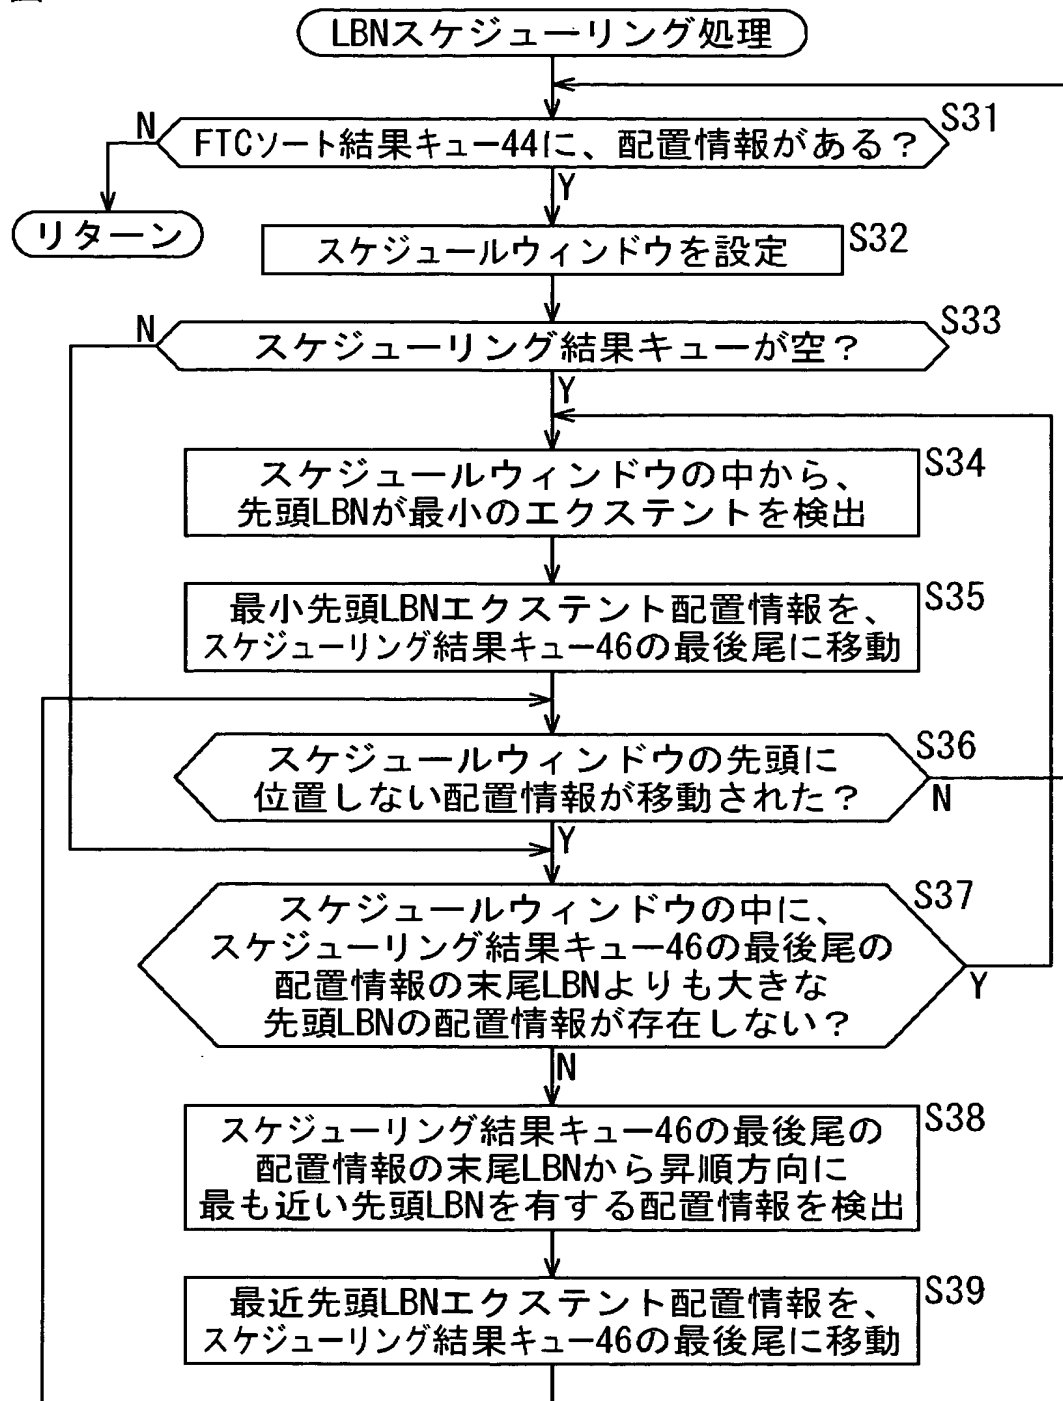 LBNスケジューリング処理
S31
N
FTCソート結果キュー44に、配置情報がある？
Y
リターン
スケジュールウィンドウを設定
S32
N
S33
スケジューリング結果キューが空？
Y
スケジュールウィンドウの中から、
先頭LBNが最小のエクステントを検出
S34
最小先頭LBNエクステント配置情報を、
スケジューリング結果キュー46の最後尾に移動
S35
スケジュールウィンドウの先頭に
位置しない配置情報が移動された？
S36
N
Y
スケジュールウィンドウの中に、
スケジューリング結果キュー46の最後尾の
配置情報の末尾LBNよりも大きな
先頭LBNの配置情報が存在しない？
S37
Y
N
スケジューリング結果キュー46の最後尾の
配置情報の末尾LBNから昇順方向に
最も近い先頭LBNを有する配置情報を検出
S38
最近先頭LBNエクステント配置情報を、
スケジューリング結果キュー46の最後尾に移動
S39